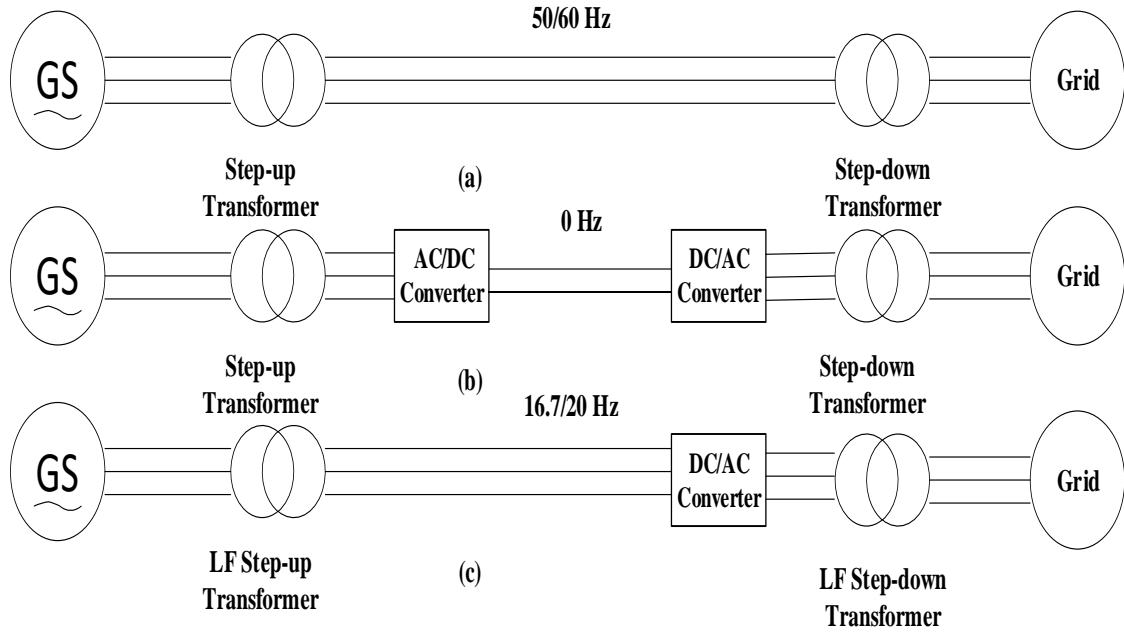 50/60 Hz
GS
Grid
Step-up
Transformer
(a)
Step-down
Transformer
0 Hz
GS
AC/DC
Converter
DC/AC
Converter
Grid
Step-up
Transformer
(b)
Step-down
Transformer
16.7/20 Hz
GS
DC/AC
Converter
Grid
LF Step-up
Transformer
(c)
LF Step-down
Transformer